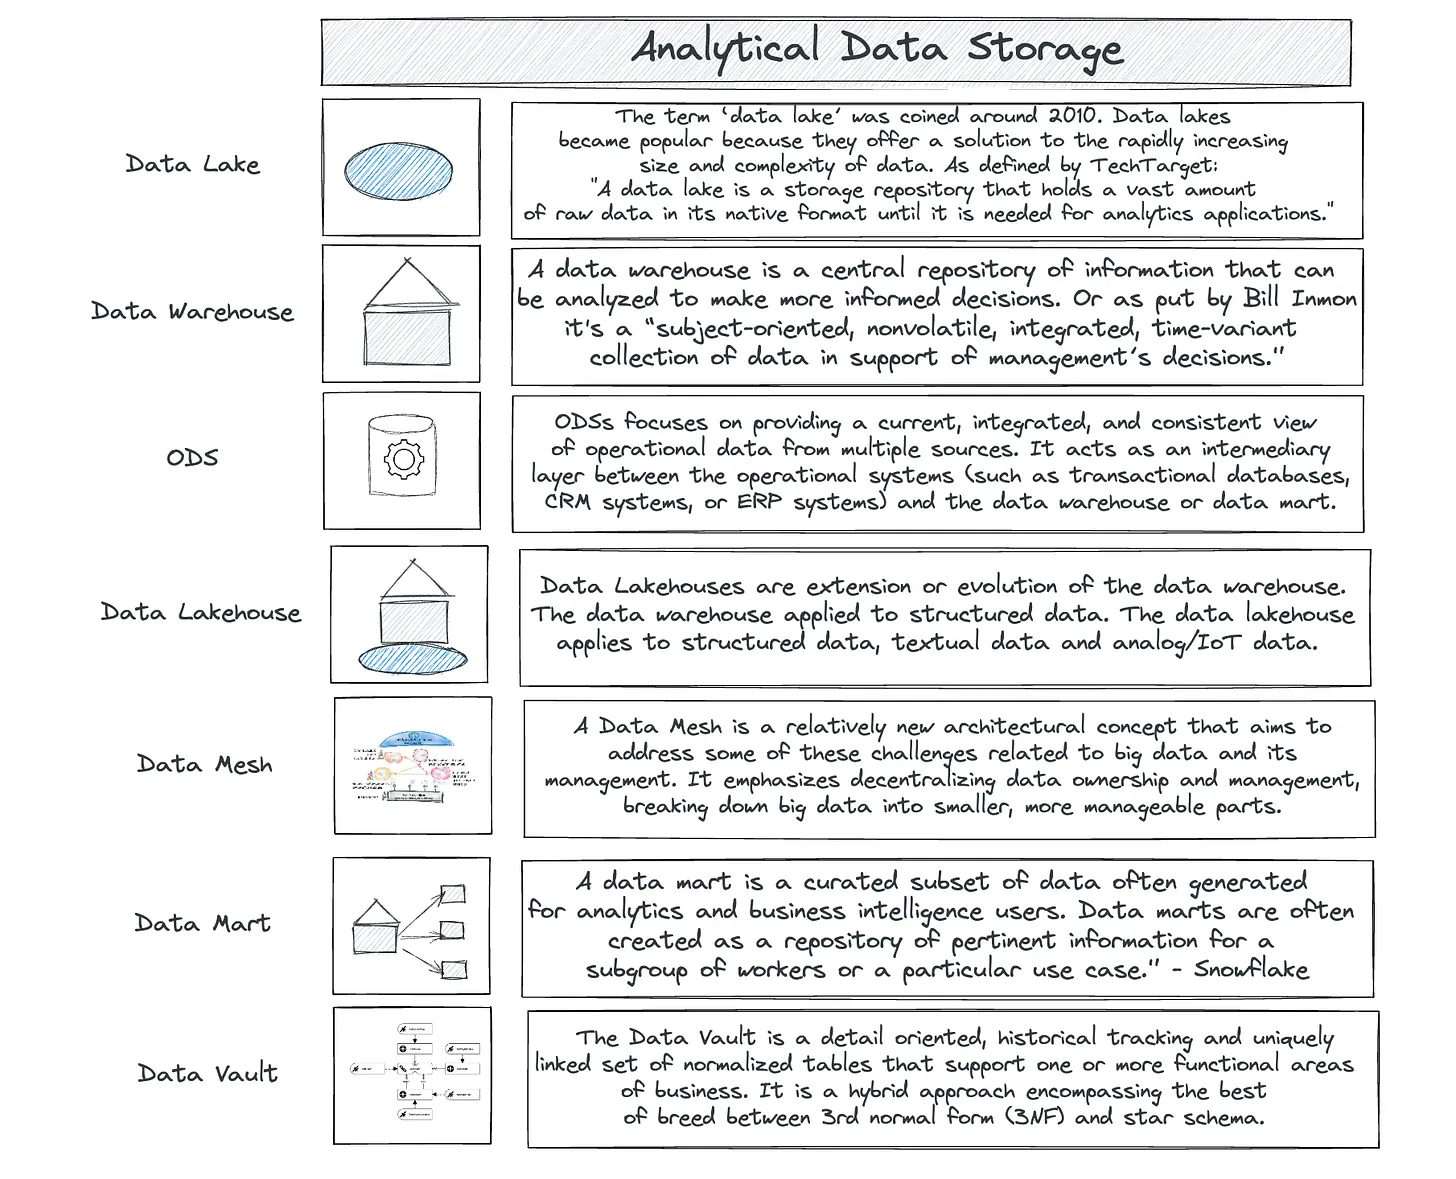 Analytical Data Storage
Data Lake
The term 'data lake' was coined around 2010. Data lakes
became popular because they offer a solution to the rapidly increasing
size and complexity of data. As defined by TechTarget:
"A data lake is a storage repository that holds a vast amount
of raw data in its native format until it is needed for analytics applications."
Data Warehouse
A data warehouse is a central repository of information that can
be analyzed to make more informed decisions. Or as put by Bill Inmon
it's a "subject-oriented, nonvolatile, integrated, time-variant
collection of data in support of management's decisions."
ODS
ODSs focuses on providing a current, integrated, and consistent view
of operational data from multiple sources. It acts as an intermediary
layer between the operational systems (such as transactional databases,
CRM systems, or ERP systems) and the data warehouse or data mart.
Data Lakehouse
Data Lakehouses are extension or evolution of the data warehouse.
The data warehouse applied to structured data. The data lakehouse
applies to structured data, textual data and analog/IoT data.
Data Mesh
A Data Mesh is a relatively new architectural concept that aims to
address some of these challenges related to big data and its
management. It emphasizes decentralizing data ownership and management,
breaking down big data into smaller, more manageable parts.
Data Mart
A data mart is a curated subset of data often generated
for analytics and business intelligence users. Data marts are often
created as a repository of pertinent information for a
subgroup of workers or a particular use case." - Snowflake
Data Vault
The Data Vault is a detail oriented, historical tracking and uniquely
linked set of normalized tables that support one or more functional areas
of business. It is a hybrid approach encompassing the best
of breed between 3rd normal form (3NF) and star schema.